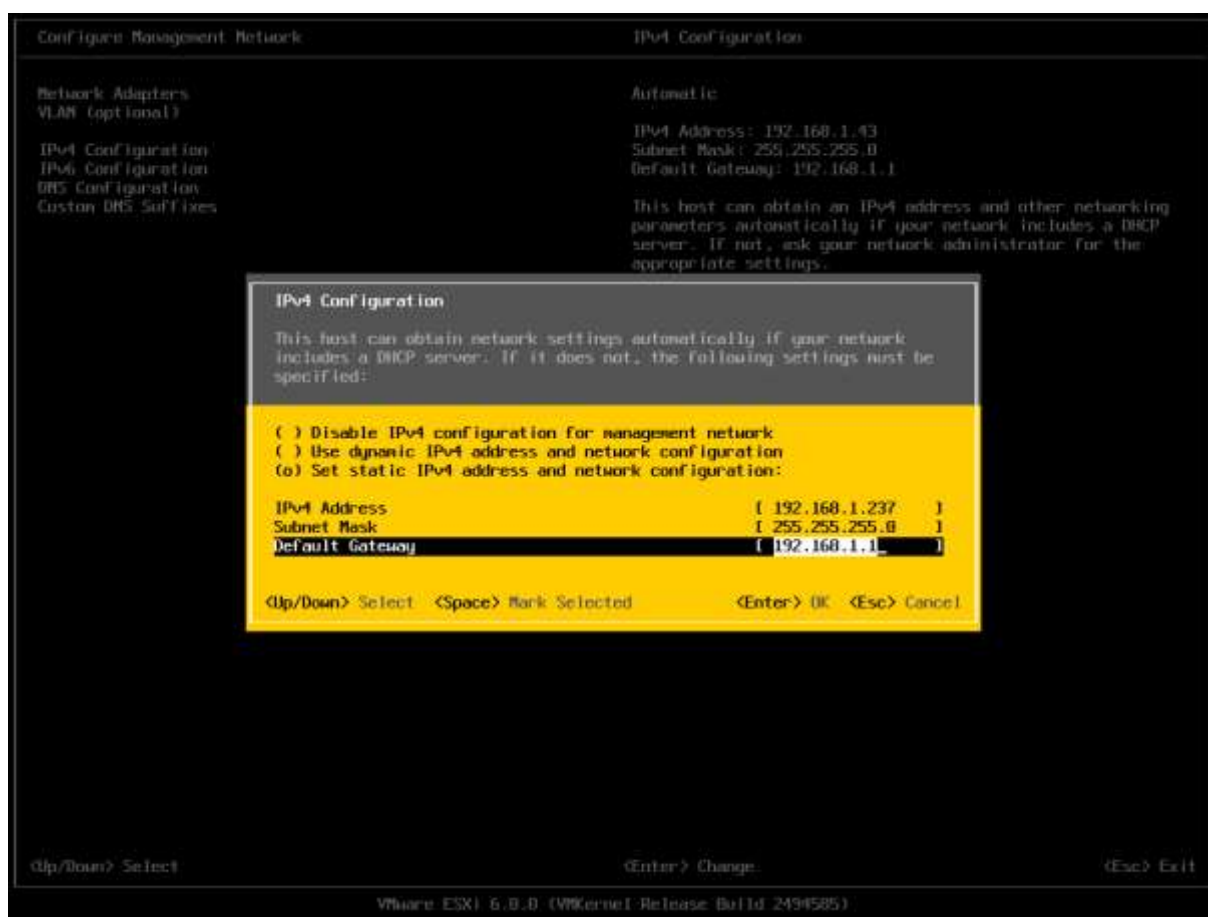 Configure Management Network
IPv4 Configuration
Network Adapters
VLAN (optional)
IPv4 Configuration
IPv6 Configuration
DNS Configuration
Custom DNS Suffixes
Automatic
IPv4 Address: 192.168.1.43
Subnet Mask: 255.255.255.0
Default Gateway: 192.168.1.1
This host can obtain an IPv4 address and other networking
parameters automatically if your network includes a DHCP
server. If not, ask your network administrator for the
appropriate settings.
IPv4 Configuration
This host can obtain network settings automatically if your network
includes a DHCP server. If it does not, the following settings must be
specified:
( ) Disable IPv4 configuration for management network
( ) Use dynamic IPv4 address and network configuration
(o) Set static IPv4 address and network configuration:
IPv4 Address [ 192.168.1.237 ]
Subnet Mask [ 255.255.255.0 ]
Default Gateway [ 192.168.1.1_ ]
<Up/Down> Select <Space> Mark Selected <Enter> OK <Esc> Cancel
<Up/Down> Select <Enter> Change <Esc> Exit
VMware ESXi 6.0.0 (VMKernel Release Build 2494585)